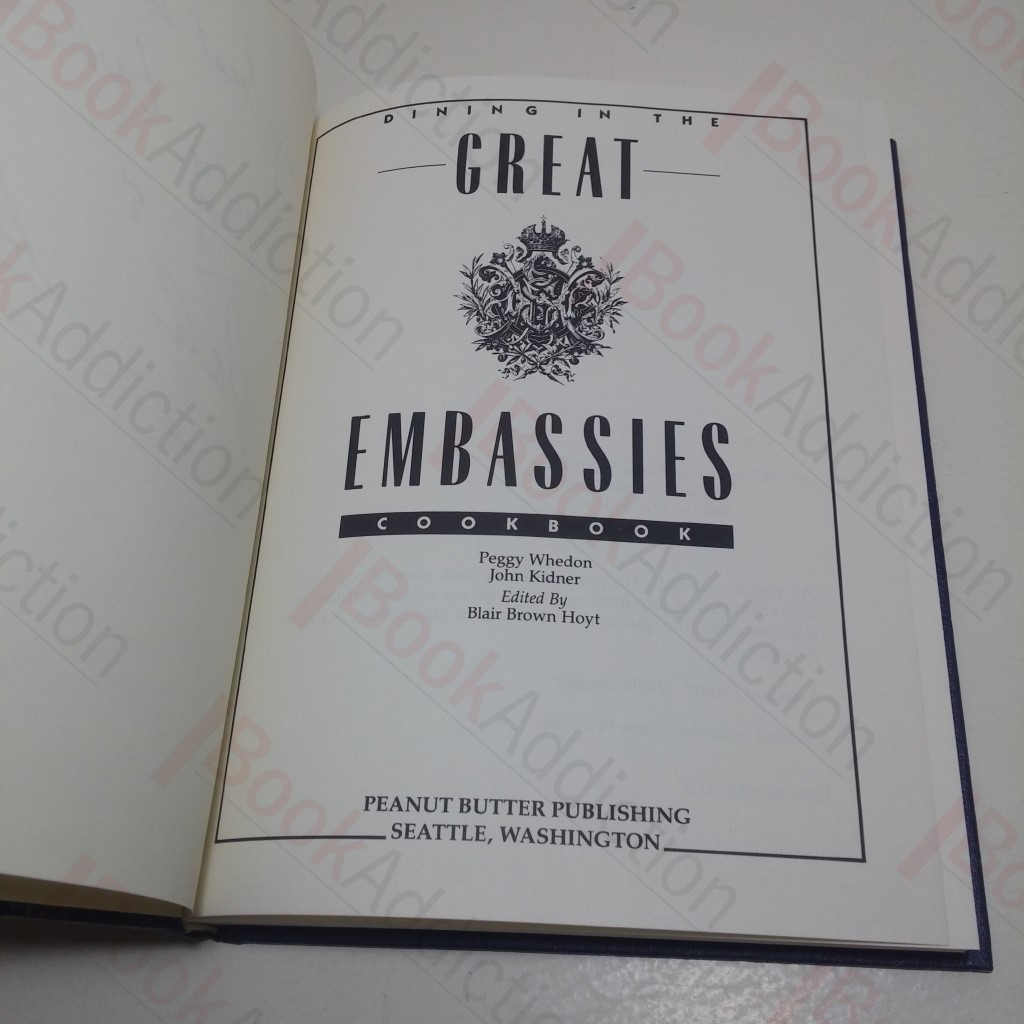 DINING IN THE
GREAT
EMBASSIES
COOKBOOK
Peggy Whedon
John Kidner
Edited By
Blair Brown Hoyt
PEANUT BUTTER PUBLISHING
SEATTLE, WASHINGTON
BookAddiction